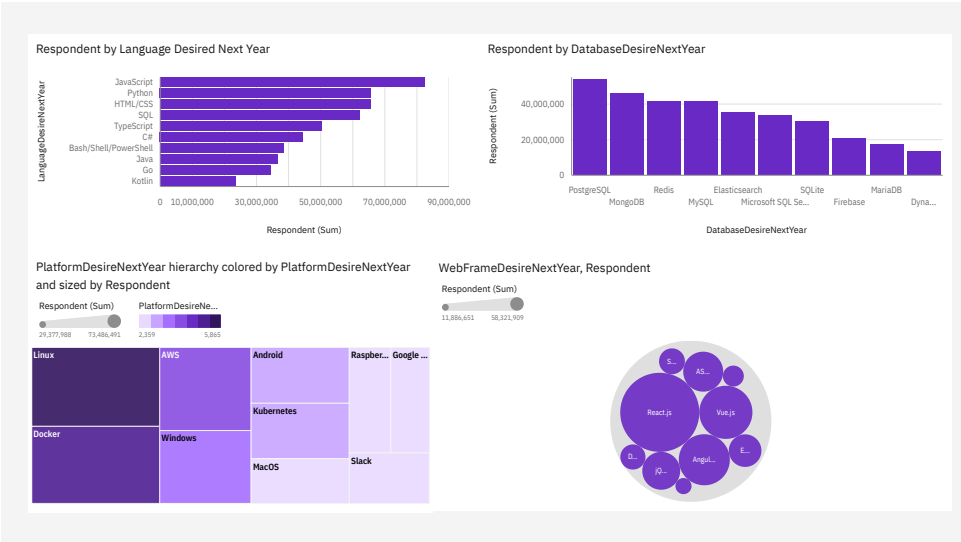 Respondent by Language Desired Next Year
LanguageDesireNextYear
JavaScript
Python
HTML/CSS
SQL
TypeScript
C#
Bash/Shell/PowerShell
Java
Go
Kotlin
0 10,000,000 30,000,000 50,000,000 70,000,000 90,000,000
Respondent (Sum)
Respondent by DatabaseDesireNextYear
Respondent (Sum)
40,000,000
20,000,000
0
PostgreSQL Redis Elasticsearch SQLite MariaDB
MongoDB MySQL Microsoft SQL Se... Firebase Dyna...
DatabaseDesireNextYear
PlatformDesireNextYear hierarchy colored by PlatformDesireNextYear
and sized by Respondent
Respondent (Sum) PlatformDesireNe...
29,377,988 73,486,491 2,359 5,865
Linux AWS Android Raspber... Google ...
Kubernetes
Docker Windows
MacOS Slack
WebFrameDesireNextYear, Respondent
Respondent (Sum)
11,886,651 58,321,909
S...
AS...
React.js Vue.js
E...
D... Angul...
jQ...